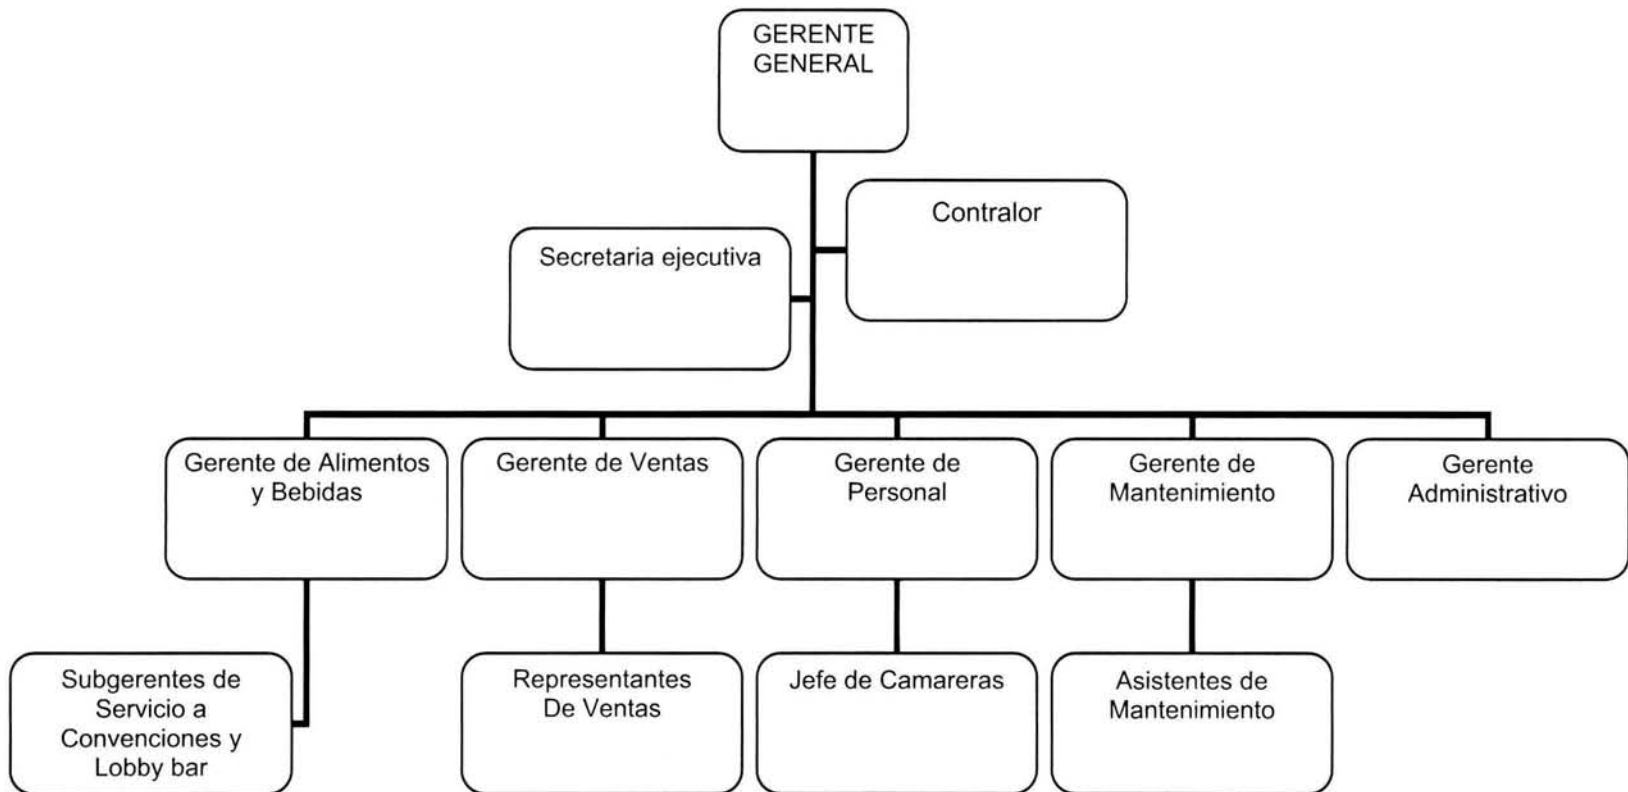 GERENTE
GENERAL
Contralor
Secretaria ejecutiva
Gerente de Alimentos
y Bebidas
Gerente de Ventas
Gerente de
Personal
Gerente de
Mantenimiento
Gerente
Administrativo
Subgerentes de
Servicio a
Convenciones y
Lobby bar
Representantes
De Ventas
Jefe de Camareras
Asistentes de
Mantenimiento